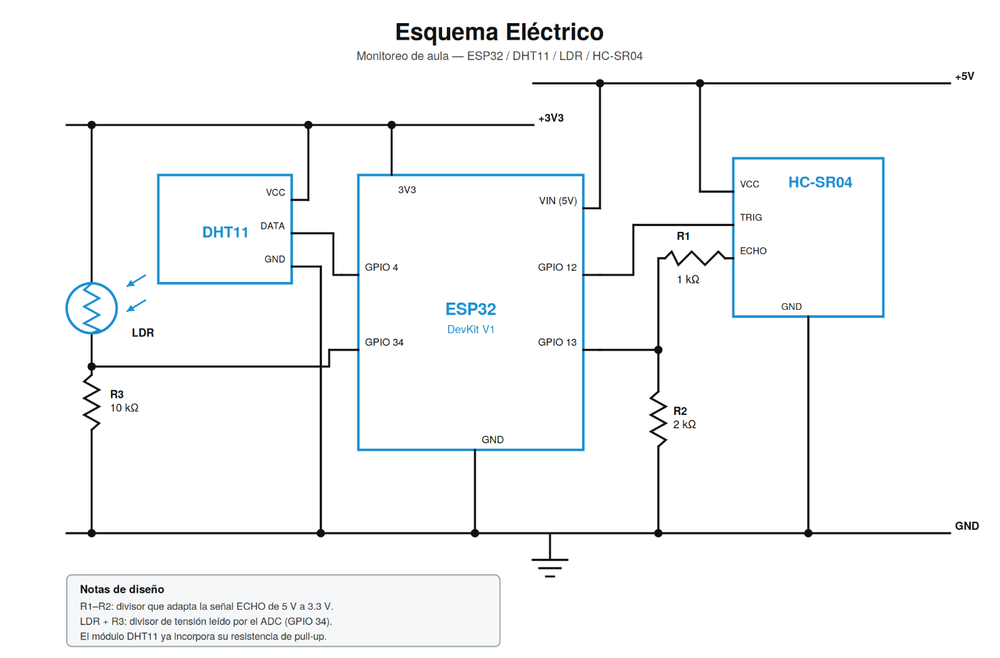 Esquema Eléctrico
Monitoreo de aula — ESP32 / DHT11 / LDR / HC-SR04
+5V
+3V3
VCC
DHT11
DATA
GND
3V3
VIN (5V)
GPIO 4
GPIO 12
ESP32
DevKit V1
GPIO 34
GPIO 13
GND
HC-SR04
VCC
TRIG
ECHO
GND
R1
1 kΩ
LDR
R3
10 kΩ
R2
2 kΩ
GND
Notas de diseño
R1–R2: divisor que adapta la señal ECHO de 5 V a 3.3 V.
LDR + R3: divisor de tensión leído por el ADC (GPIO 34).
El módulo DHT11 ya incorpora su resistencia de pull-up.